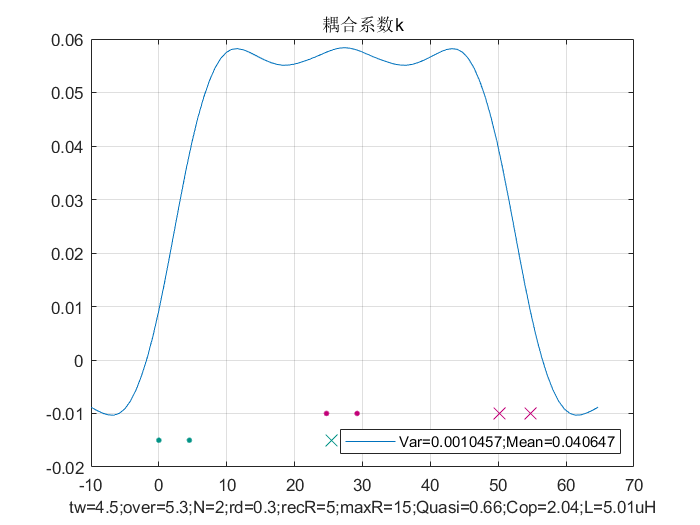 耦合系数k
0.06
0.05
0.04
0.03
0.02
0.01
0
-0.01
-0.02
Var=0.0010457;Mean=0.040647
-10 0 10 20 30 40 50 60 70
tw=4.5;over=5.3;N=2;rd=0.3;recR=5;maxR=15;Quasi=0.66;Cop=2.04;L=5.01uH